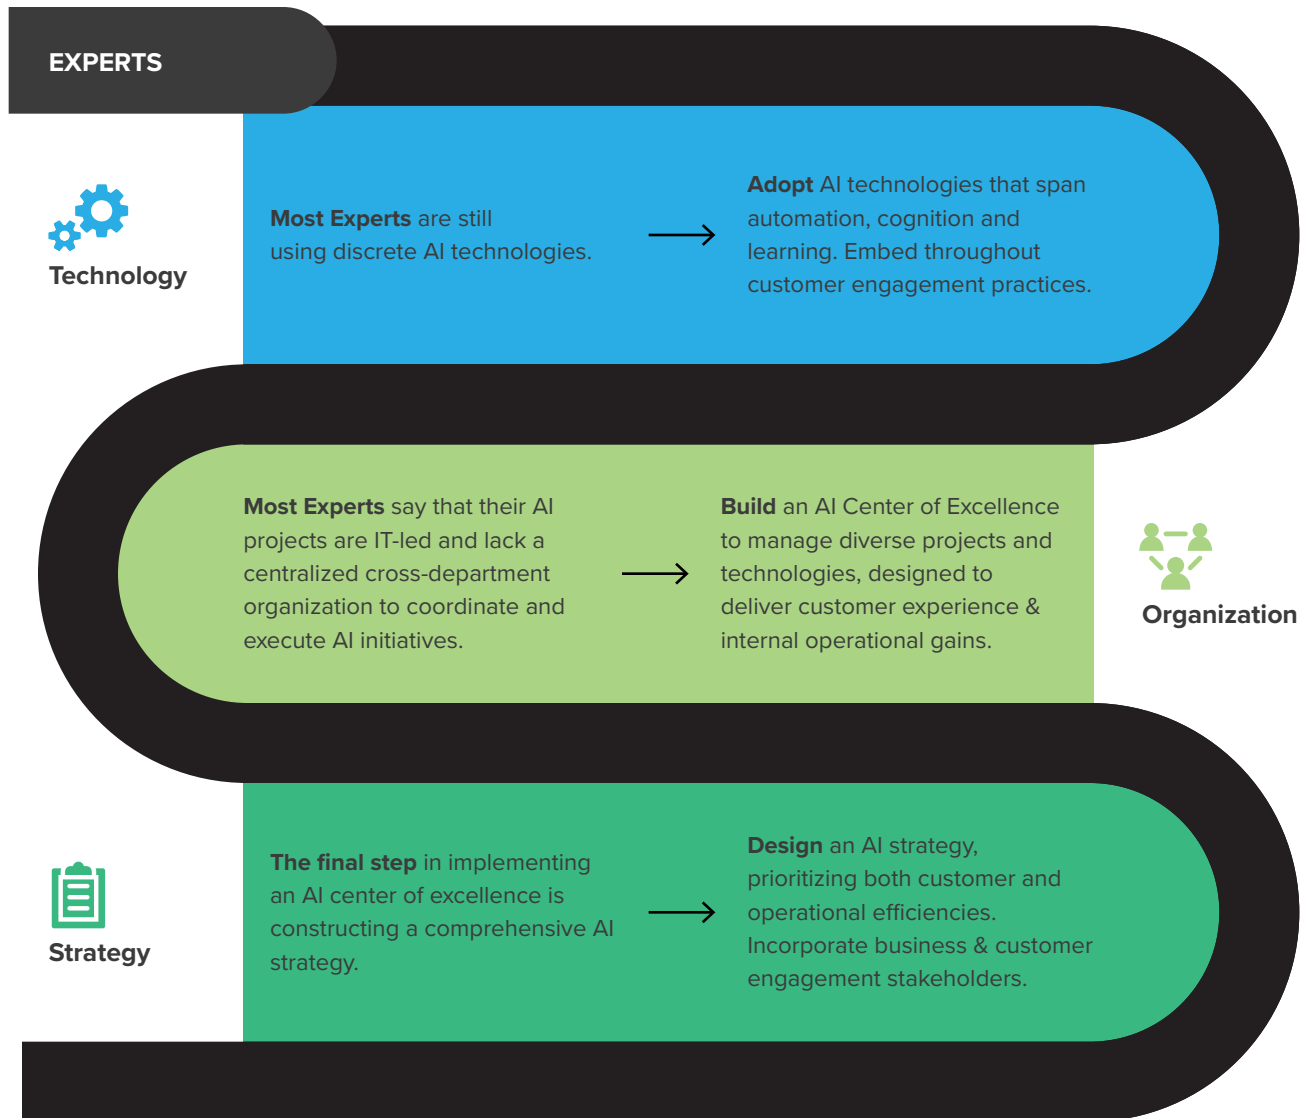 EXPERTS
Technology
Most Experts are still
using discrete AI technologies.
Adopt AI technologies that span
automation, cognition and
learning. Embed throughout
customer engagement practices.
Most Experts say that their AI
projects are IT-led and lack a
centralized cross-department
organization to coordinate and
execute AI initiatives.
Build an AI Center of Excellence
to manage diverse projects and
technologies, designed to
deliver customer experience &
internal operational gains.
Organization
Strategy
The final step in implementing
an AI center of excellence is
constructing a comprehensive AI
strategy.
Design an AI strategy,
prioritizing both customer and
operational efficiencies.
Incorporate business & customer
engagement stakeholders.